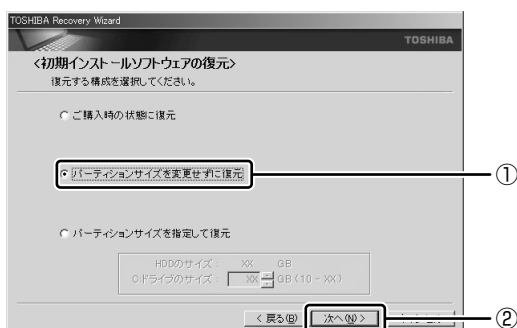 TOSHIBA Recovery Wizard
TOSHIBA
<初期インストールソフトウェアの復元>
復元する構成を選択してください。
ご購入時の状態に復元
パーティションサイズを変更せずに復元
①
パーティションサイズを指定して復元
HDDのサイズ： XX GB
C:ドライブのサイズ： XX GB (10 - XX)
< 戻る(B)
次へ(N) >
②